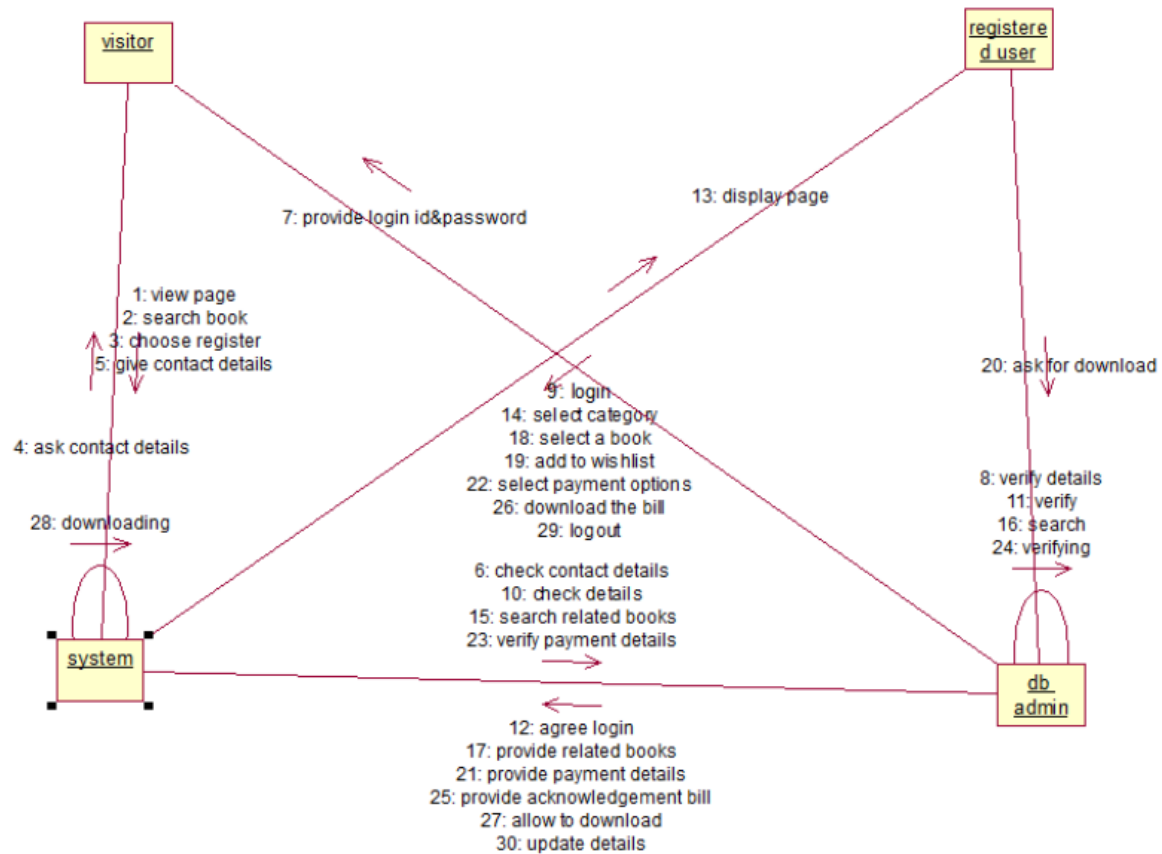 visitor
registere
d user
7: provide login id&password
13: display page
1: view page
2: search book
3: choose register
5: give contact details
20: ask for download
4: ask contact details
9: login
14: select category
18: select a book
19: add to wishlist
22: select payment options
26: download the bill
29: logout
8: verify details
11: verify
16: search
24: verifying
28: downloading
6: check contact details
10: check details
15: search related books
23: verify payment details
system
db
admin
12: agree login
17: provide related books
21: provide payment details
25: provide acknowledgement bill
27: allow to download
30: update details